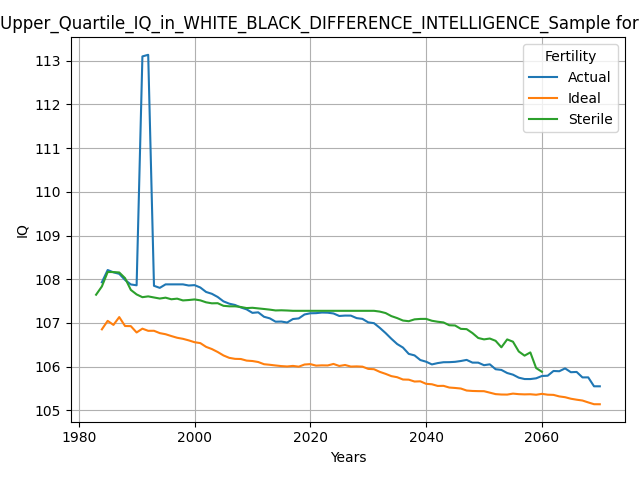 Upper_Quartile_IQ_in_WHITE_BLACK_DIFFERENCE_INTELLIGENCE_Sample for
Fertility
Actual
Ideal
Sterile
113
112
111
110
109
108
107
106
105
IQ
1980
2000
2020
2040
2060
Years